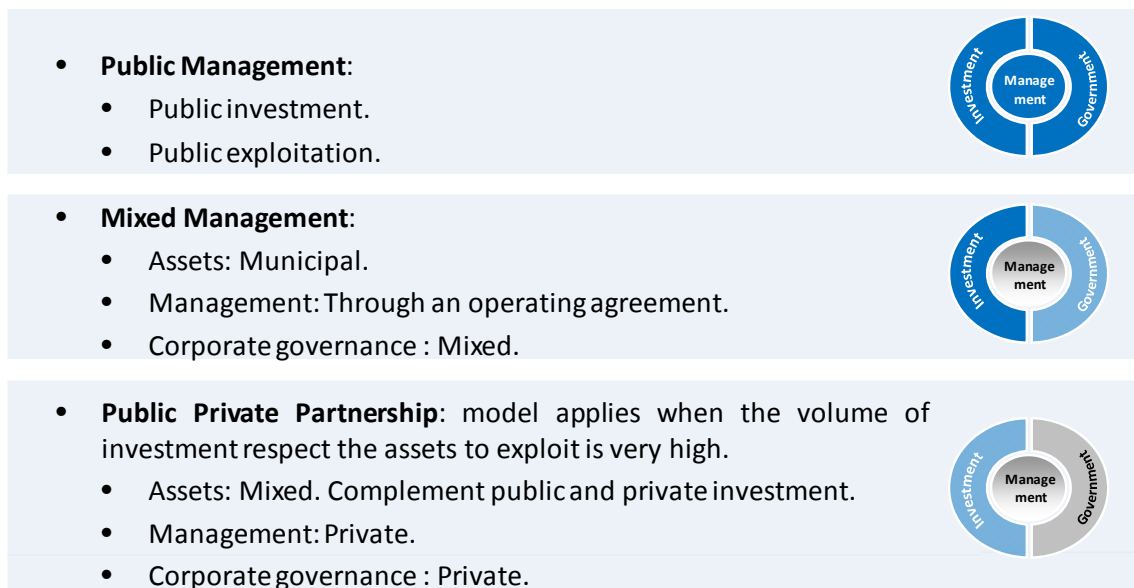 • Public Management:
• Public investment.
• Public exploitation.
Investment
Manage
ment
Government
• Mixed Management:
• Assets: Municipal.
• Management: Through an operating agreement.
• Corporate governance : Mixed.
Investment
Manage
ment
Government
• Public Private Partnership: model applies when the volume of
investment respect the assets to exploit is very high.
• Assets: Mixed. Complement public and private investment.
• Management: Private.
• Corporate governance : Private.
Investment
Manage
ment
Government